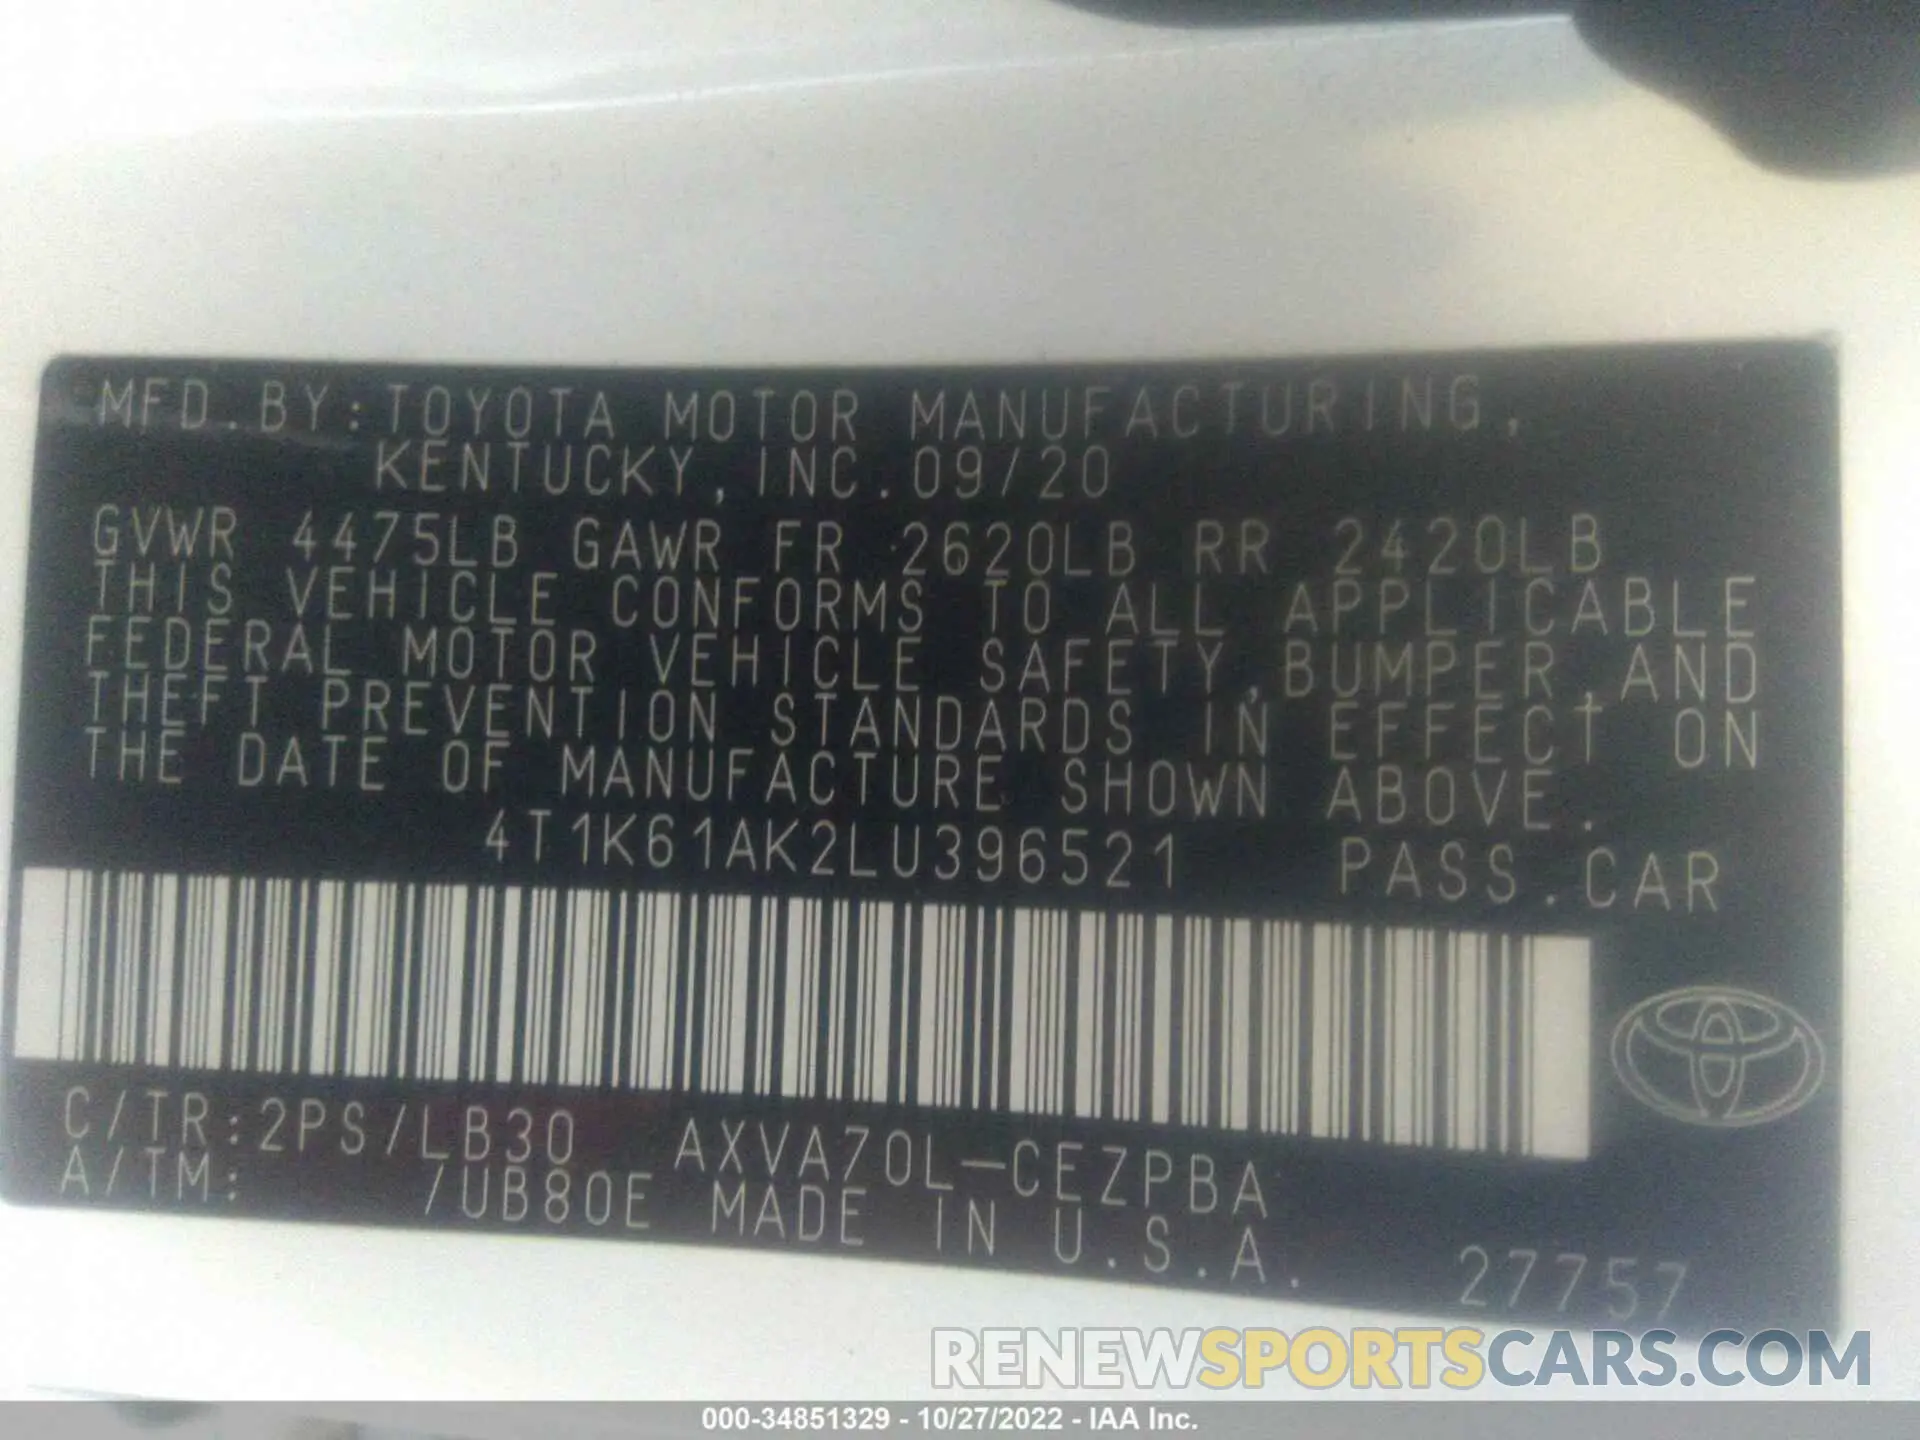 MFD.BY:TOYOTA MOTOR MANUFACTURING,
KENTUCKY,INC.09/20
GVWR 4475LB GAWR FR 2620LB RR 2420LB
THIS VEHICLE CONFORMS TO ALL APPLICABLE
FEDERAL MOTOR VEHICLE SAFETY,BUMPER,AND
THEFT PREVENTION STANDARDS IN EFFECT ON
THE DATE OF MANUFACTURE SHOWN ABOVE.
4T1K61AK2LU396521 PASS.CAR
C/TR:2PS/LB30 AXVA70L-CEZPBA
A/TM: /UB80E MADE IN U.S.A.
27757
RENEWSPORTSCARS.COM
000-34851329 - 10/27/2022 - IAA Inc.